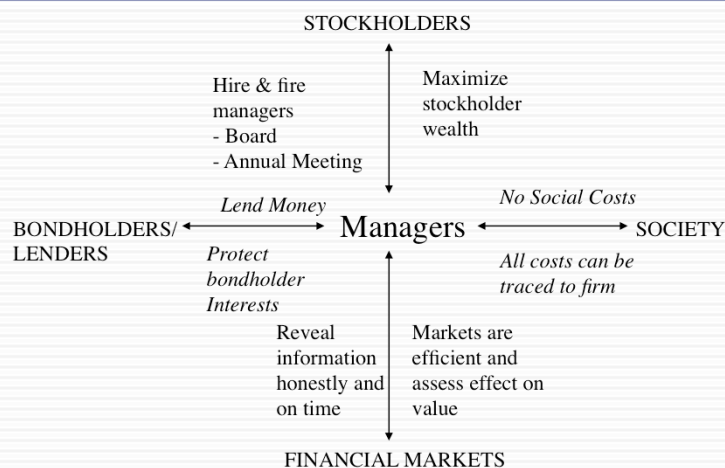 STOCKHOLDERS
Hire & fire
managers
- Board
- Annual Meeting
Maximize
stockholder
wealth
Lend Money
No Social Costs
BONDHOLDERS/
LENDERS
Managers
SOCIETY
Protect
bondholder
Interests
All costs can be
traced to firm
Reveal
information
honestly and
on time
Markets are
efficient and
assess effect on
value
FINANCIAL MARKETS